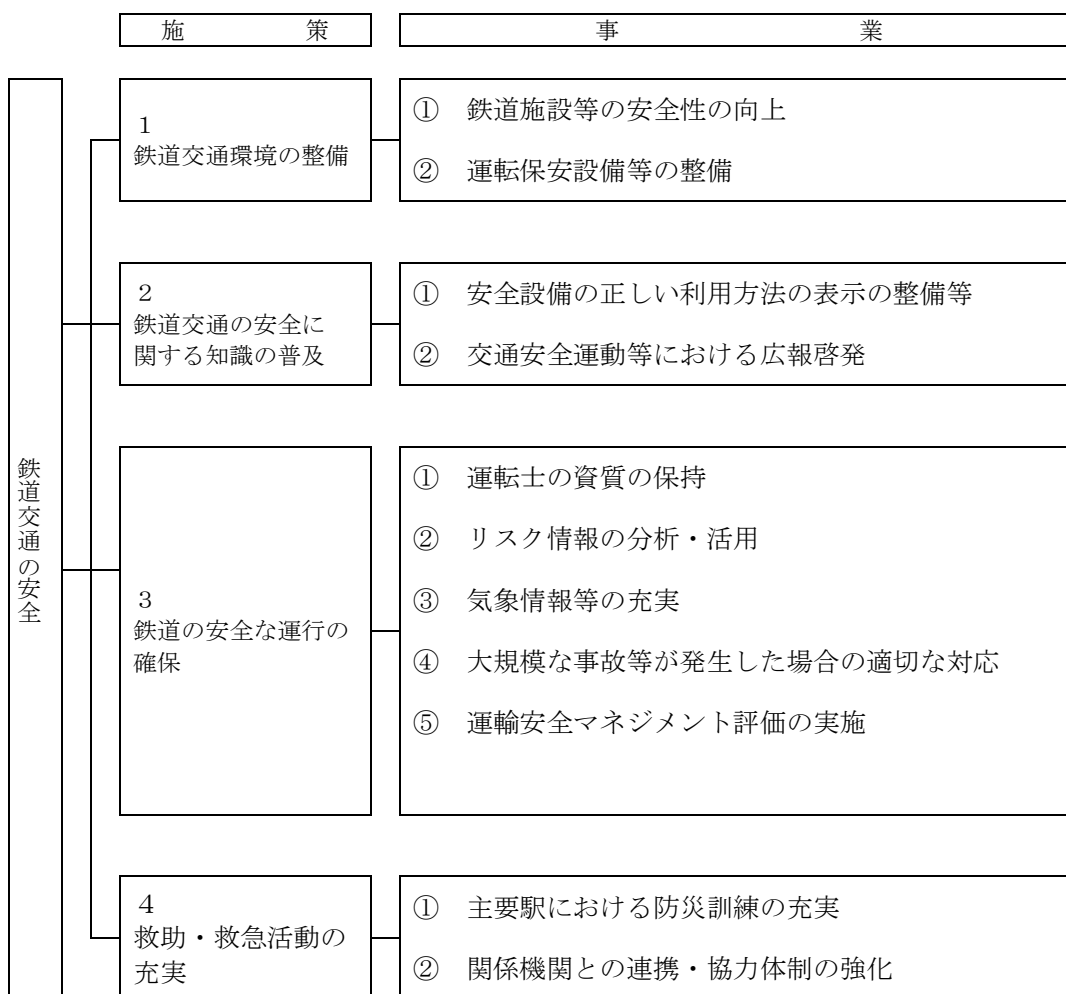 施　　　　　策
事　　　　　　　　　業
鉄道交通の安全
１
鉄道交通環境の整備
①　鉄道施設等の安全性の向上
②　運転保安設備等の整備
２
鉄道交通の安全に
関する知識の普及
①　安全設備の正しい利用方法の表示の整備等
②　交通安全運動等における広報啓発
３
鉄道の安全な運行の
確保
①　運転士の資質の保持
②　リスク情報の分析・活用
③　気象情報等の充実
④　大規模な事故等が発生した場合の適切な対応
⑤　運輸安全マネジメント評価の実施
４
救助・救急活動の
充実
①　主要駅における防災訓練の充実
②　関係機関との連携・協力体制の強化